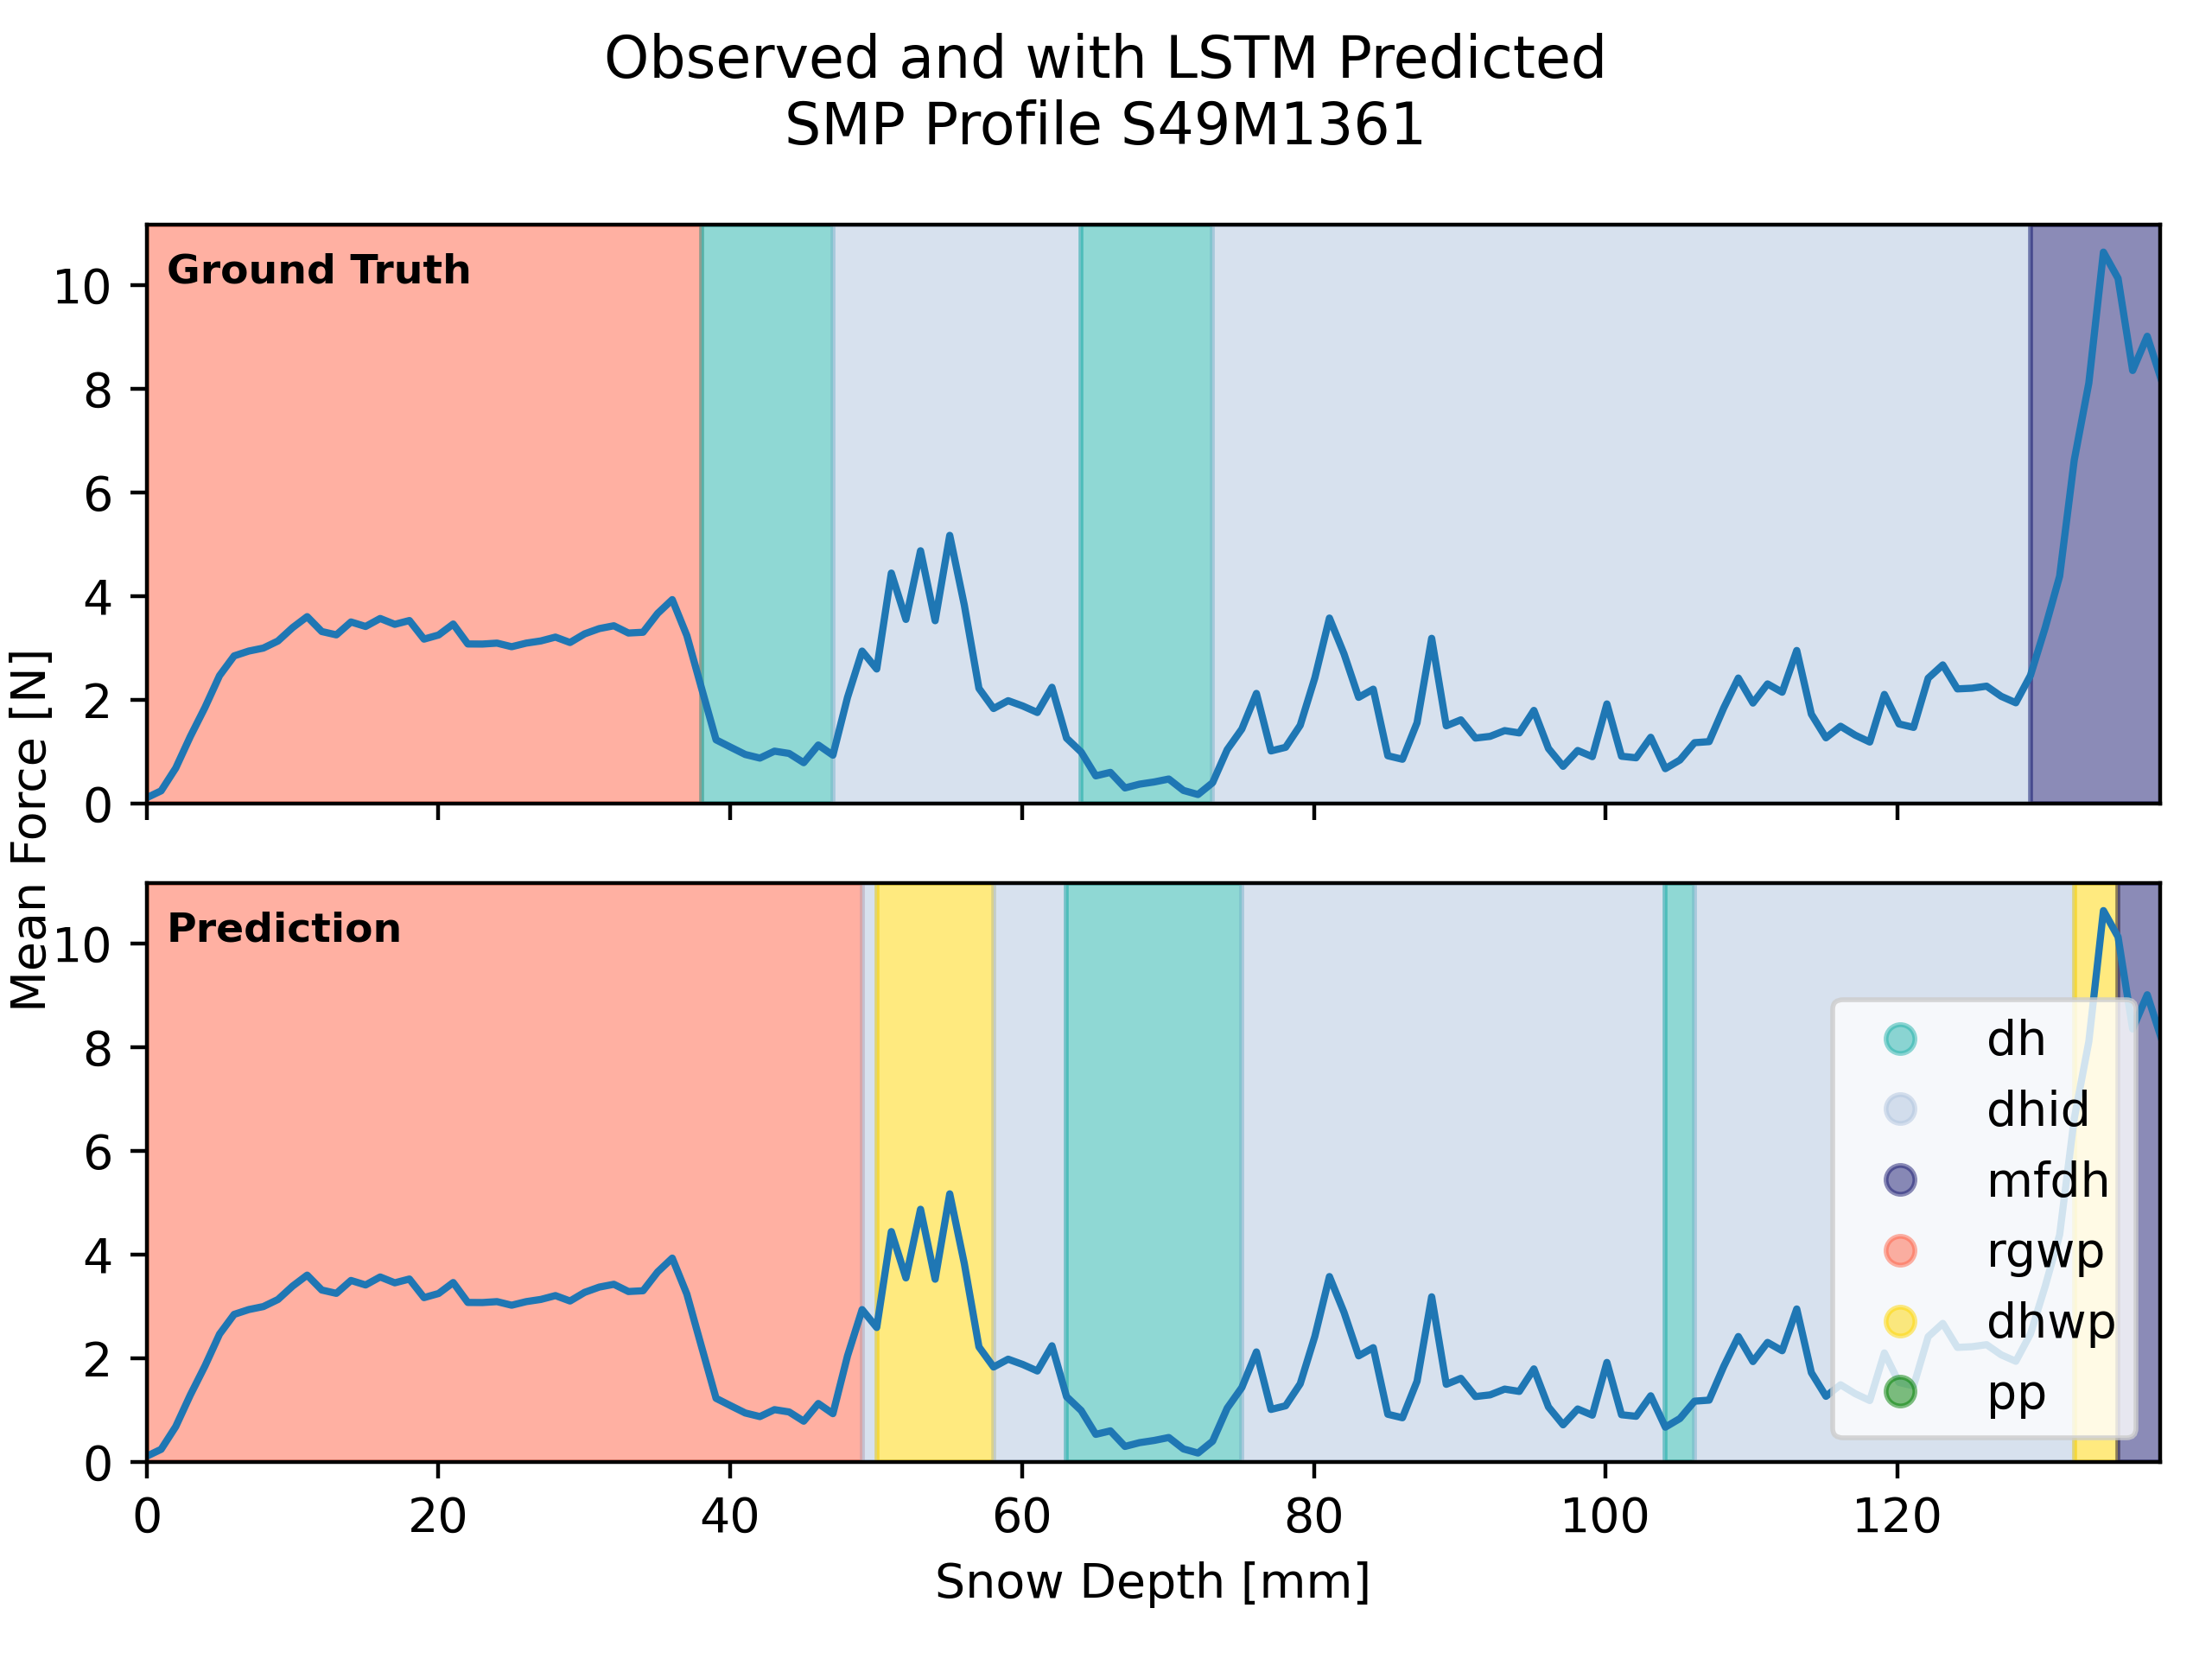 Observed and with LSTM Predicted
SMP Profile S49M1361
Ground Truth
10
8
6
4
2
0
Mean Force [N]
Prediction
10
8
6
4
2
0
dh
dhid
mfdh
rgwp
dhwp
pp
0 20 40 60 80 100 120
Snow Depth [mm]